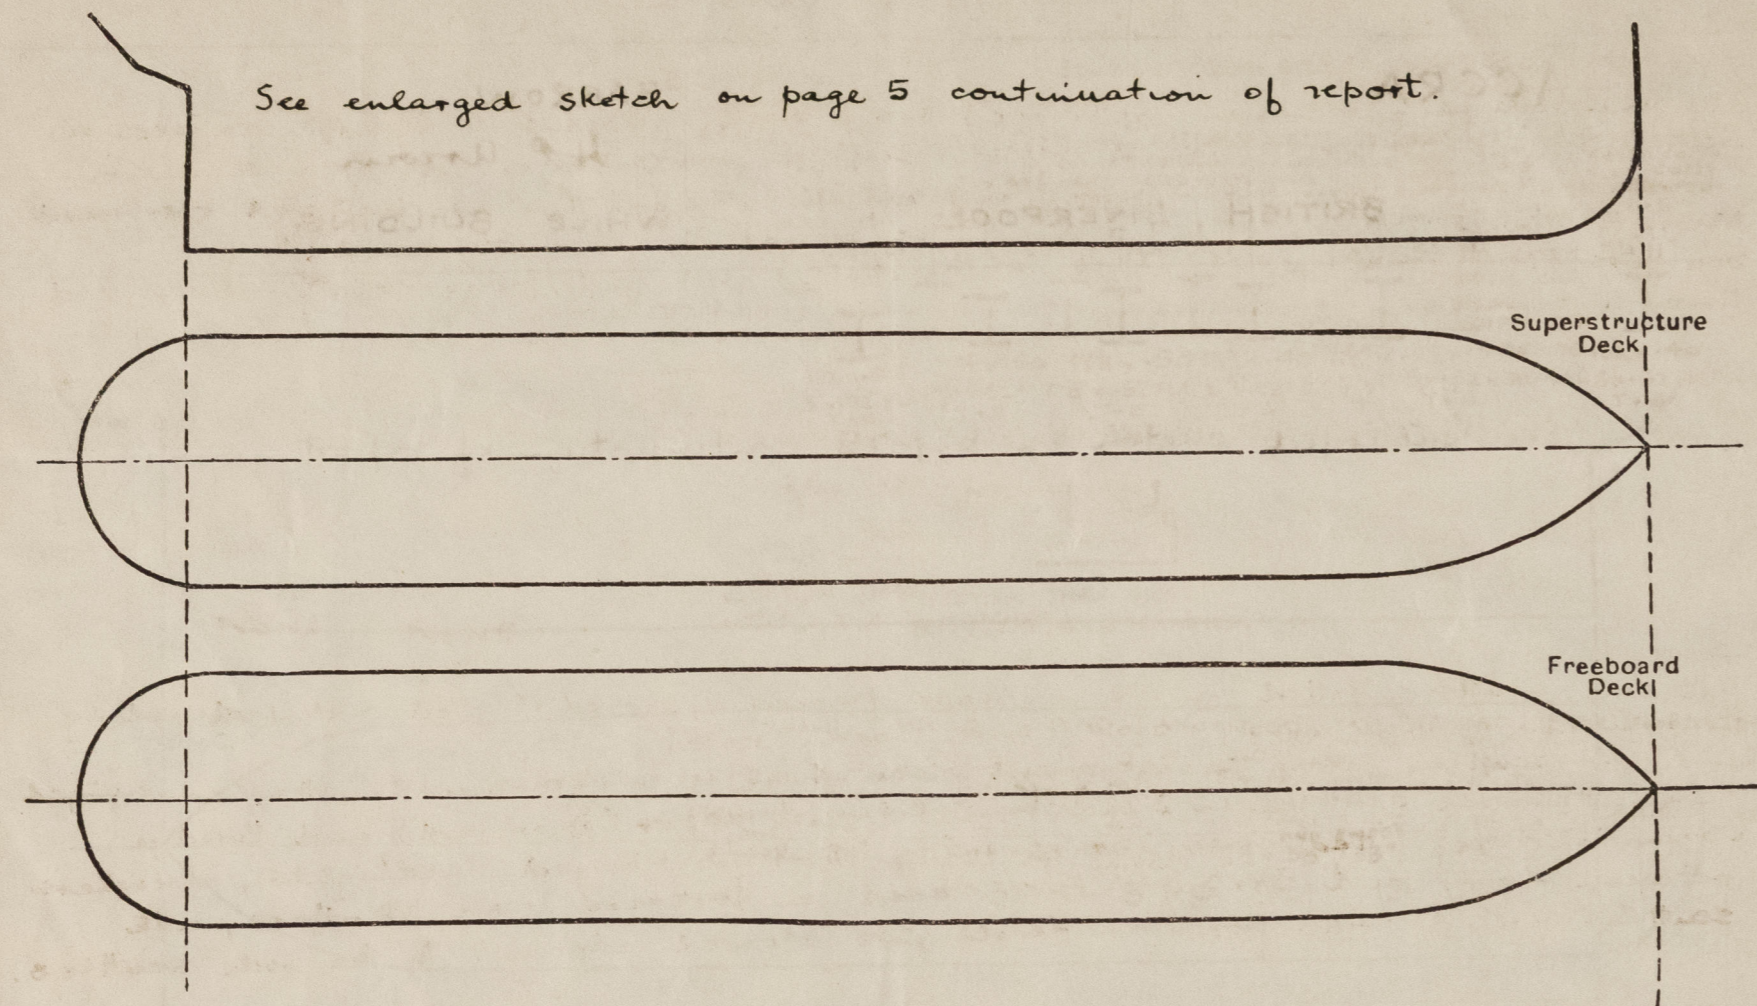 See enlarged sketch on page 5 continuation of report.
Superstructure
Deck
Freeboard
Deck